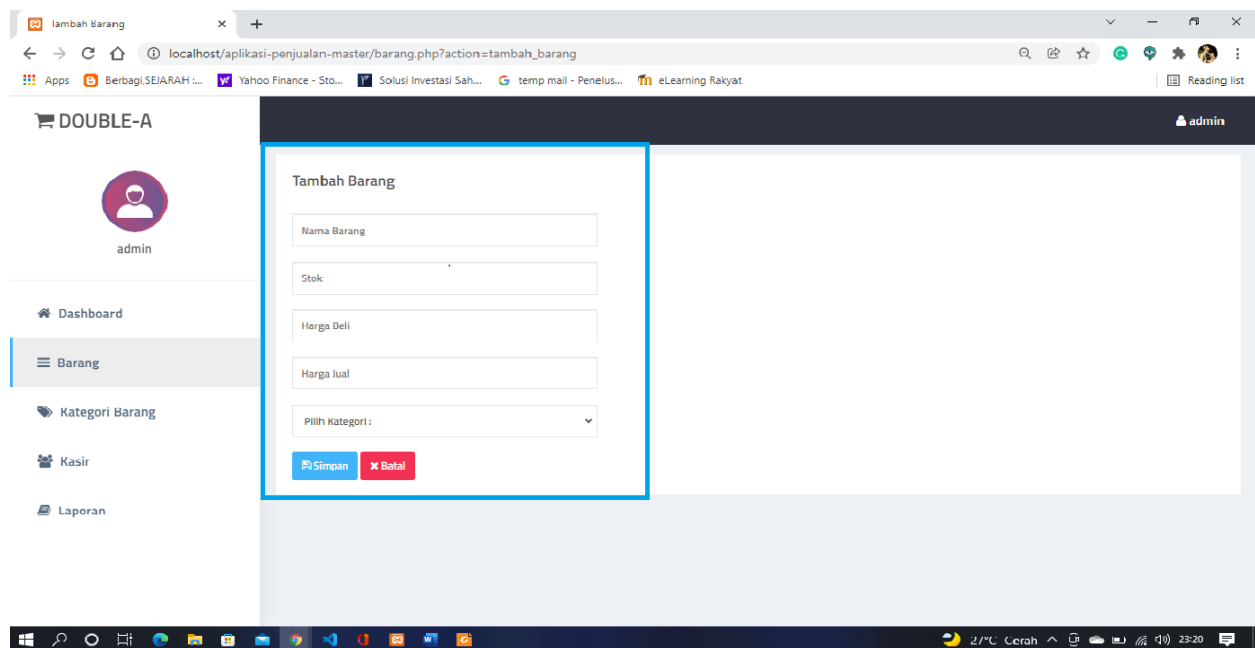 Tambah Barang
localhost/aplikasi-penjualan-master/barang.php?action=tambah_barang
Apps Berbagi,SEJARAH :... Yahoo Finance - Sto... Solusi Investasi Sah... temp mail - Penelus... eLearning Rakyat Reading list
DOUBLE-A
admin
admin
Dashboard
Barang
Kategori Barang
Kasir
Laporan
Tambah Barang
Nama Barang
Stok
Harga Beli
Harga Jual
Pilih Kategori :
Simpan Batal
27°C Cerah 23:20